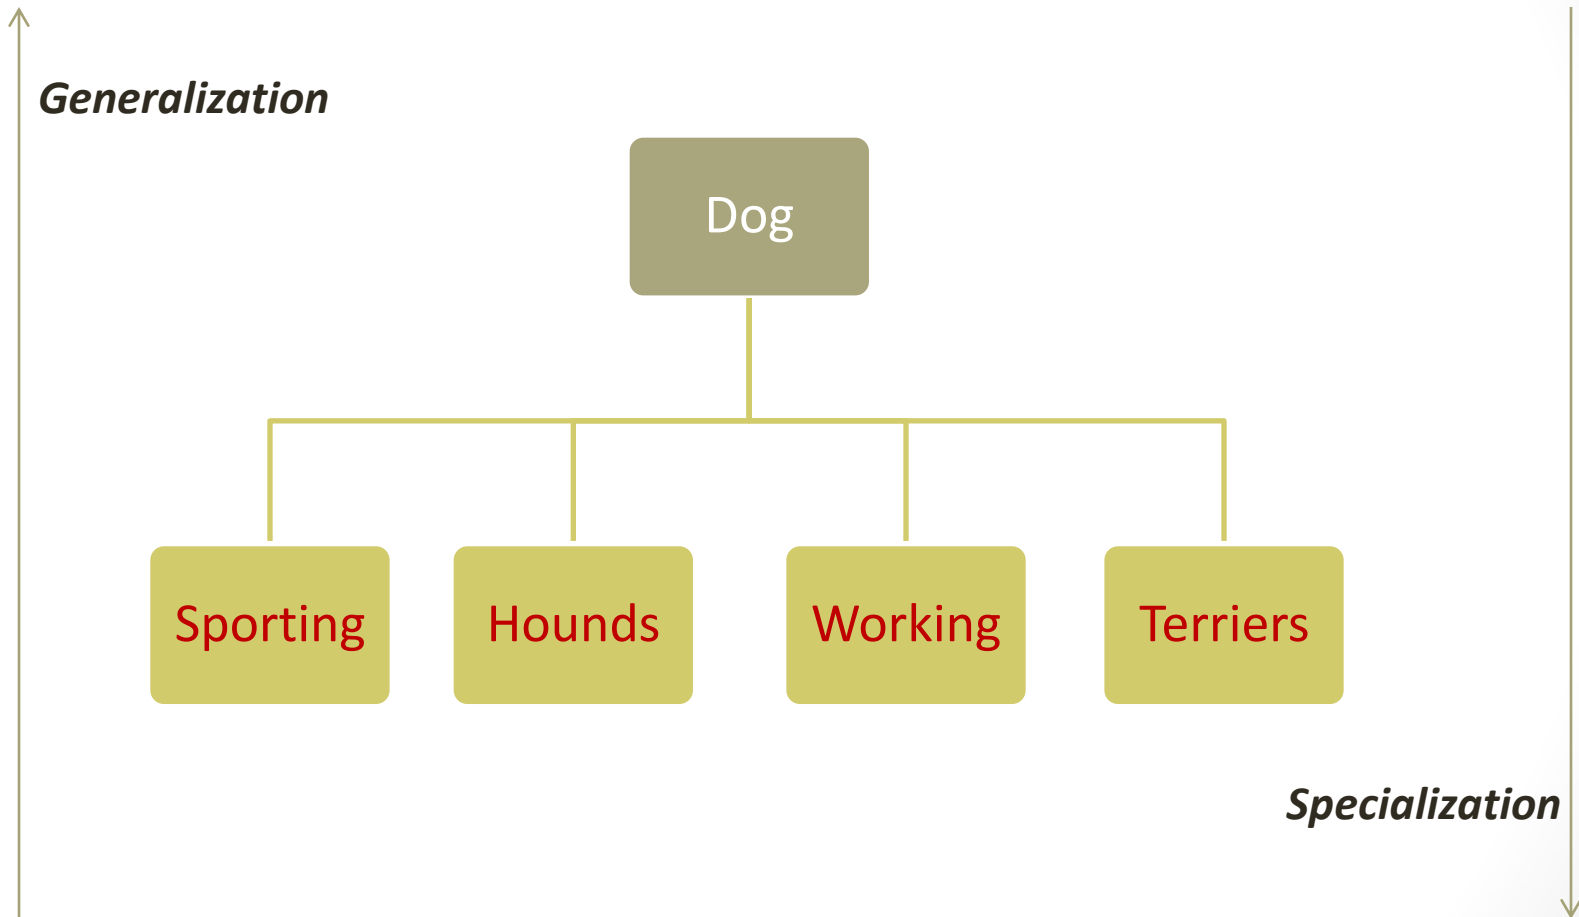 Generalization
Dog
Sporting
Hounds
Working
Terriers
Specialization